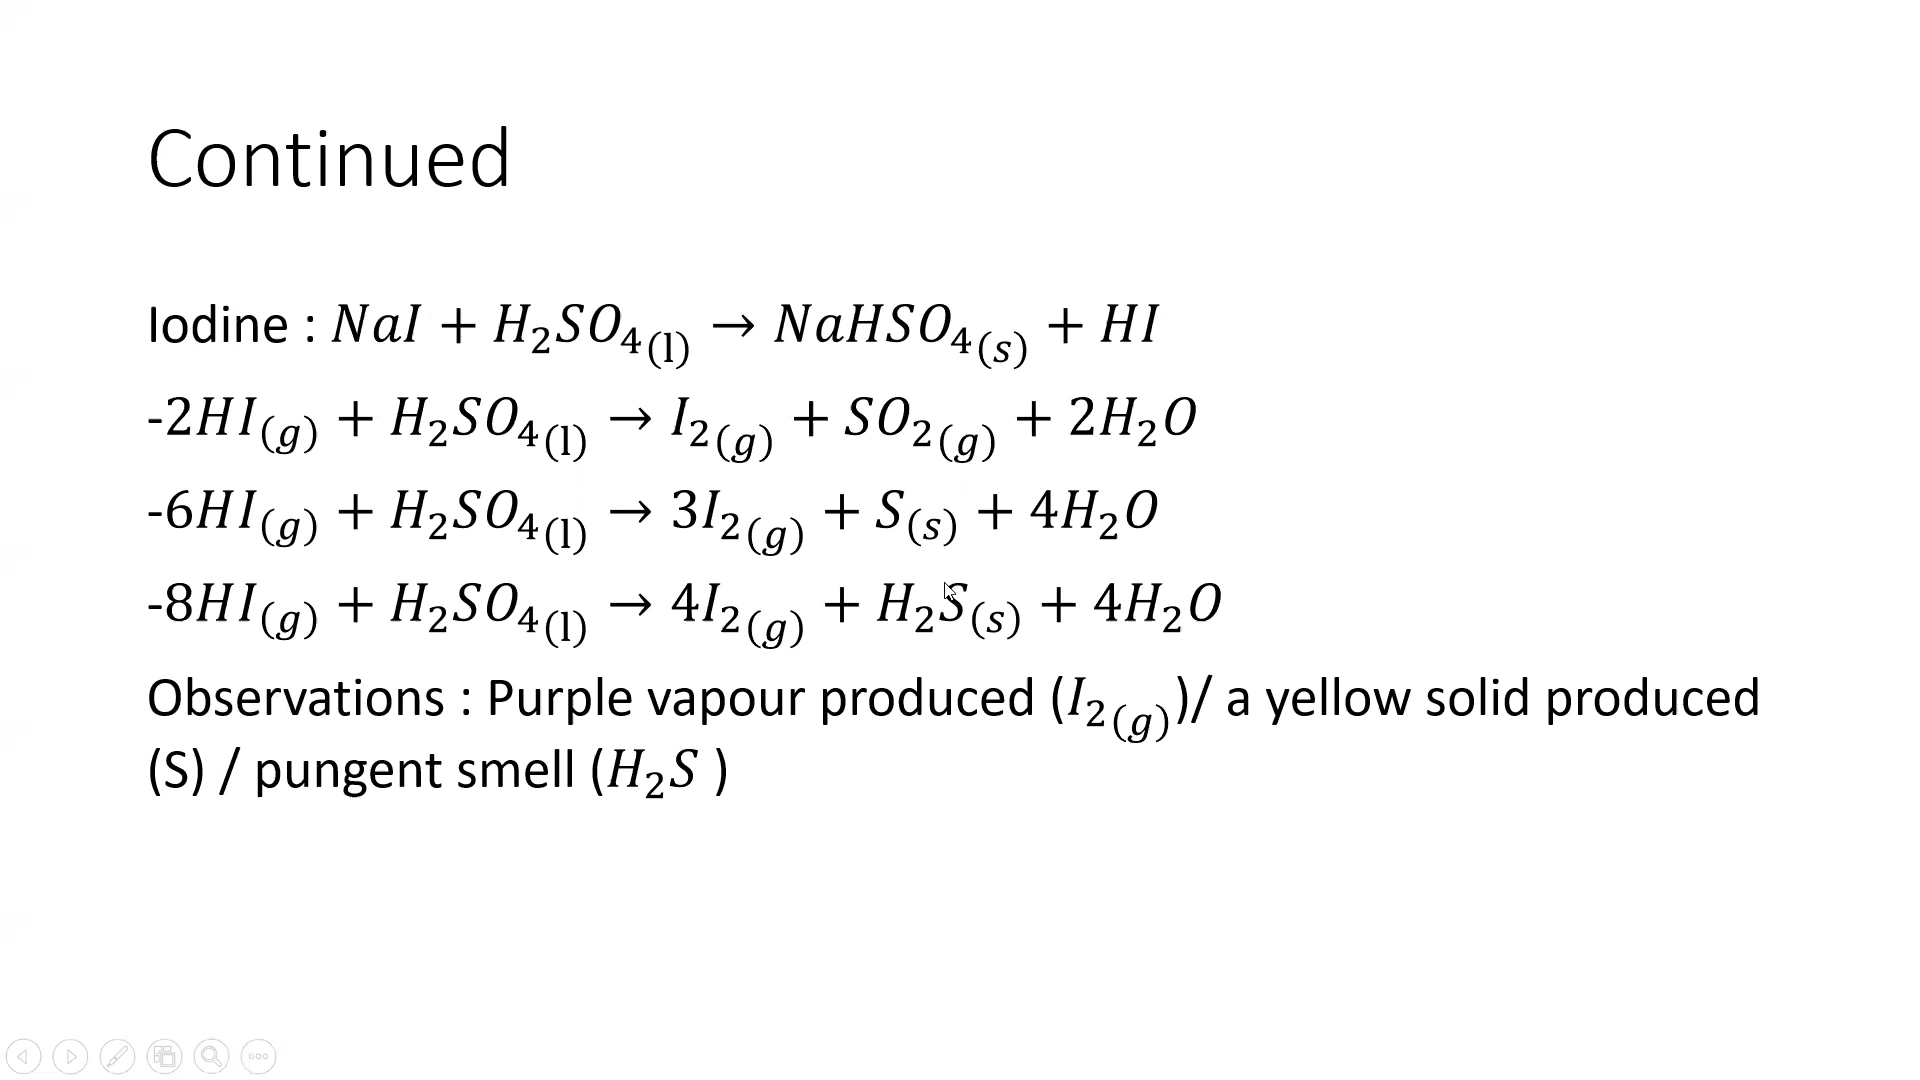 Continued
Iodine : NaI + H₂SO₄₍l₎ → NaHSO₄₍s₎ + HI
-2HI₍g₎ + H₂SO₄₍l₎ → I₂₍g₎ + SO₂₍g₎ + 2H₂O
-6HI₍g₎ + H₂SO₄₍l₎ → 3I₂₍g₎ + S₍s₎ + 4H₂O
-8HI₍g₎ + H₂SO₄₍l₎ → 4I₂₍g₎ + H₂S₍s₎ + 4H₂O
Observations : Purple vapour produced (I₂₍g₎)/ a yellow solid produced
(S) / pungent smell (H₂S )